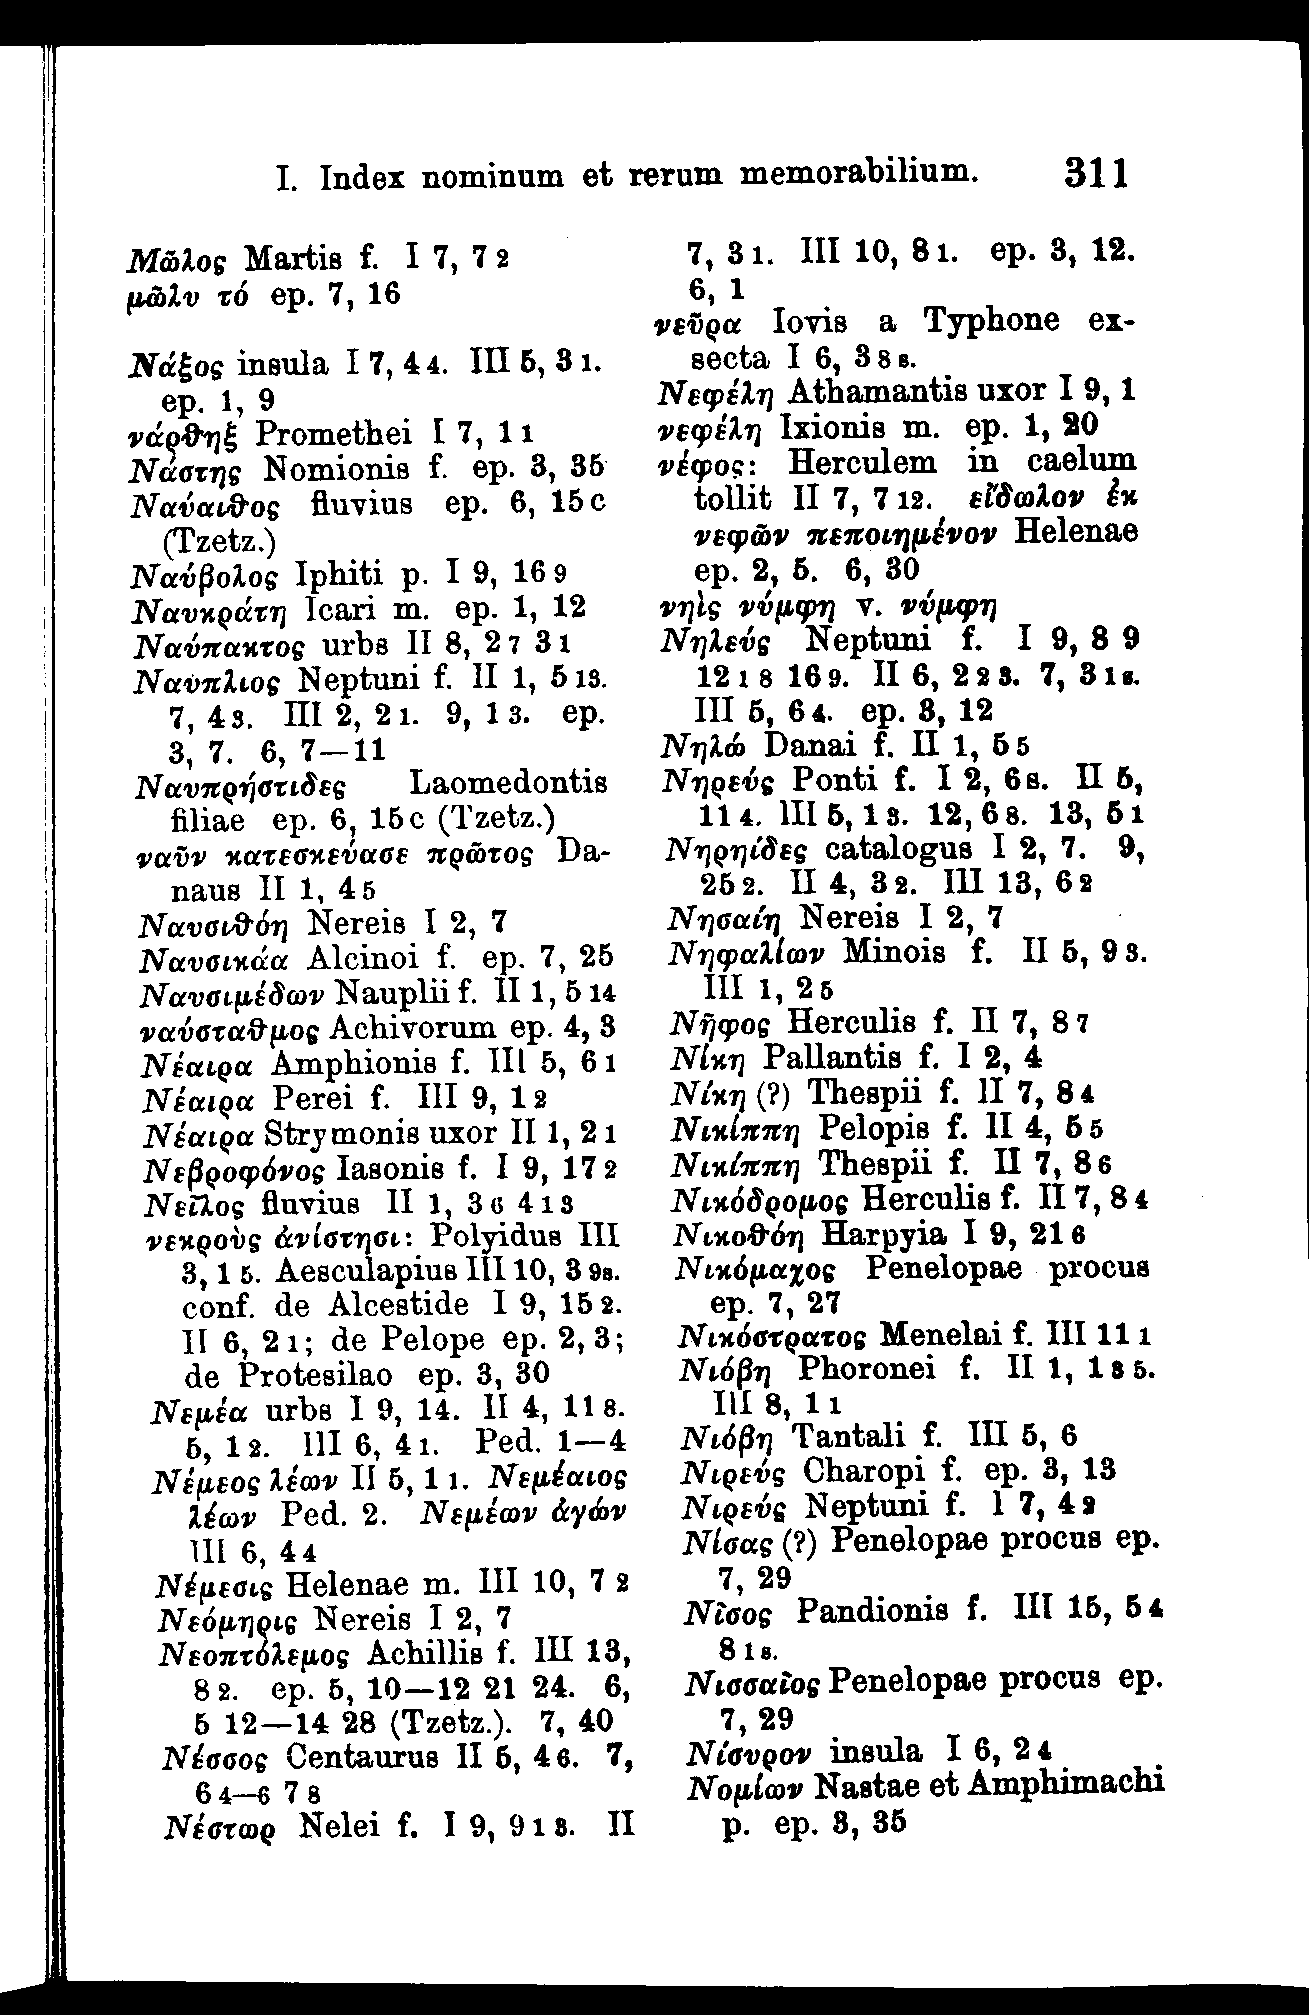 I. Index nominum et rerum memorabilium. 311
Μῶλος Martis f. I 7, 7 2
μῶλυ τό ep. 7, 16
Νάξος insula I 7, 4 4. III 5, 3 1.
ep. 1, 9
νάρθηξ Promethei I 7, 1 1
Νάστης Nomionis f. ep. 3, 35
Ναύαιθος fluvius ep. 6, 15 c
(Tzetz.)
Ναύβολος Iphiti p. I 9, 16 9
Ναυκράτη Icari m. ep. 1, 12
Ναύπακτος urbs II 8, 2 7 3 1
Ναύπλιος Neptuni f. II 1, 5 13.
7, 4 3. III 2, 2 1. 9, 1 3. ep.
3, 7. 6, 7—11
Ναυπρήστιδες Laomedontis
filiae ep. 6, 15 c (Tzetz.)
ναῦν κατεσκεύασε πρῶτος Da-
naus II 1, 4 5
Ναυσιθόη Nereis I 2, 7
Ναυσικάα Alcinoi f. ep. 7, 25
Ναυσιμέδων Nauplii f. II 1, 5 14
ναύσταθμος Achivorum ep. 4, 3
Νέαιρα Amphionis f. III 5, 6 1
Νέαιρα Perei f. III 9, 1 2
Νέαιρα Strymonis uxor II 1, 2 1
Νεβροφόνος Iasonis f. I 9, 17 2
Νεῖλος fluvius II 1, 3 6 4 1 3
νεκροὺς ἀνίστησι: Polyidus III
3, 1 5. Aesculapius III 10, 3 9s.
conf. de Alcestide I 9, 15 2.
II 6, 2 1; de Pelope ep. 2, 3;
de Protesilao ep. 3, 30
Νεμέα urbs I 9, 14. II 4, 11 8.
5, 1 2. III 6, 4 1. Ped. 1—4
Νέμεος λέων II 5, 1 1. Νεμέαιος
λέων Ped. 2. Νεμέων ἀγών
III 6, 4 4
Νέμεσις Helenae m. III 10, 7 2
Νεόμηρις Nereis I 2, 7
Νεοπτόλεμος Achillis f. III 13,
8 2. ep. 5, 10—12 21 24. 6,
5 12—14 28 (Tzetz.). 7, 40
Νέσσος Centaurus II 5, 4 6. 7,
6 4—6 7 8
Νέστωρ Nelei f. I 9, 9 1 3. II
7, 3 1. III 10, 8 1. ep. 3, 12.
6, 1
νεῦρα Iovis a Typhone ex-
secta I 6, 3 8 s.
Νεφέλη Athamantis uxor I 9, 1
νεφέλη Ixionis m. ep. 1, 20
νέφος: Herculem in caelum
tollit II 7, 7 12. εἴδωλον ἐκ
νεφῶν πεποιημένον Helenae
ep. 2, 5. 6, 30
νηὶς νύμφη v. νύμφη
Νηλεύς Neptuni f. I 9, 8 9
12 1 8 16 9. II 6, 2 2 3. 7, 3 1 s.
III 5, 6 4. ep. 3, 12
Νηλώ Danai f. II 1, 5 5
Νηρεύς Ponti f. I 2, 6 s. II 5,
11 4. III 5, 1 3. 12, 6 8. 13, 5 1
Νηρηίδες catalogus I 2, 7. 9,
25 2. II 4, 3 2. III 13, 6 2
Νησαίη Nereis I 2, 7
Νηφαλίων Minois f. II 5, 9 3.
III 1, 2 5
Νῆφος Herculis f. II 7, 8 7
Νίκη Pallantis f. I 2, 4
Νίκη (?) Thespii f. II 7, 8 4
Νικίππη Pelopis f. II 4, 5 5
Νικίππη Thespii f. II 7, 8 6
Νικόδρομος Herculis f. II 7, 8 4
Νικοθόη Harpyia I 9, 21 6
Νικόμαχος Penelopae procus
ep. 7, 27
Νικόστρατος Menelai f. III 11 1
Νιόβη Phoronei f. II 1, 1 3 5.
III 8, 1 1
Νιόβη Tantali f. III 5, 6
Νιρεύς Charopi f. ep. 3, 13
Νιρεύς Neptuni f. I 7, 4 2
Νίσας (?) Penelopae procus ep.
7, 29
Νῖσος Pandionis f. III 15, 5 4
8 1 s.
Νισσαῖος Penelopae procus ep.
7, 29
Νίσυρον insula I 6, 2 4
Νομίων Nastae et Amphimachi
p. ep. 3, 35